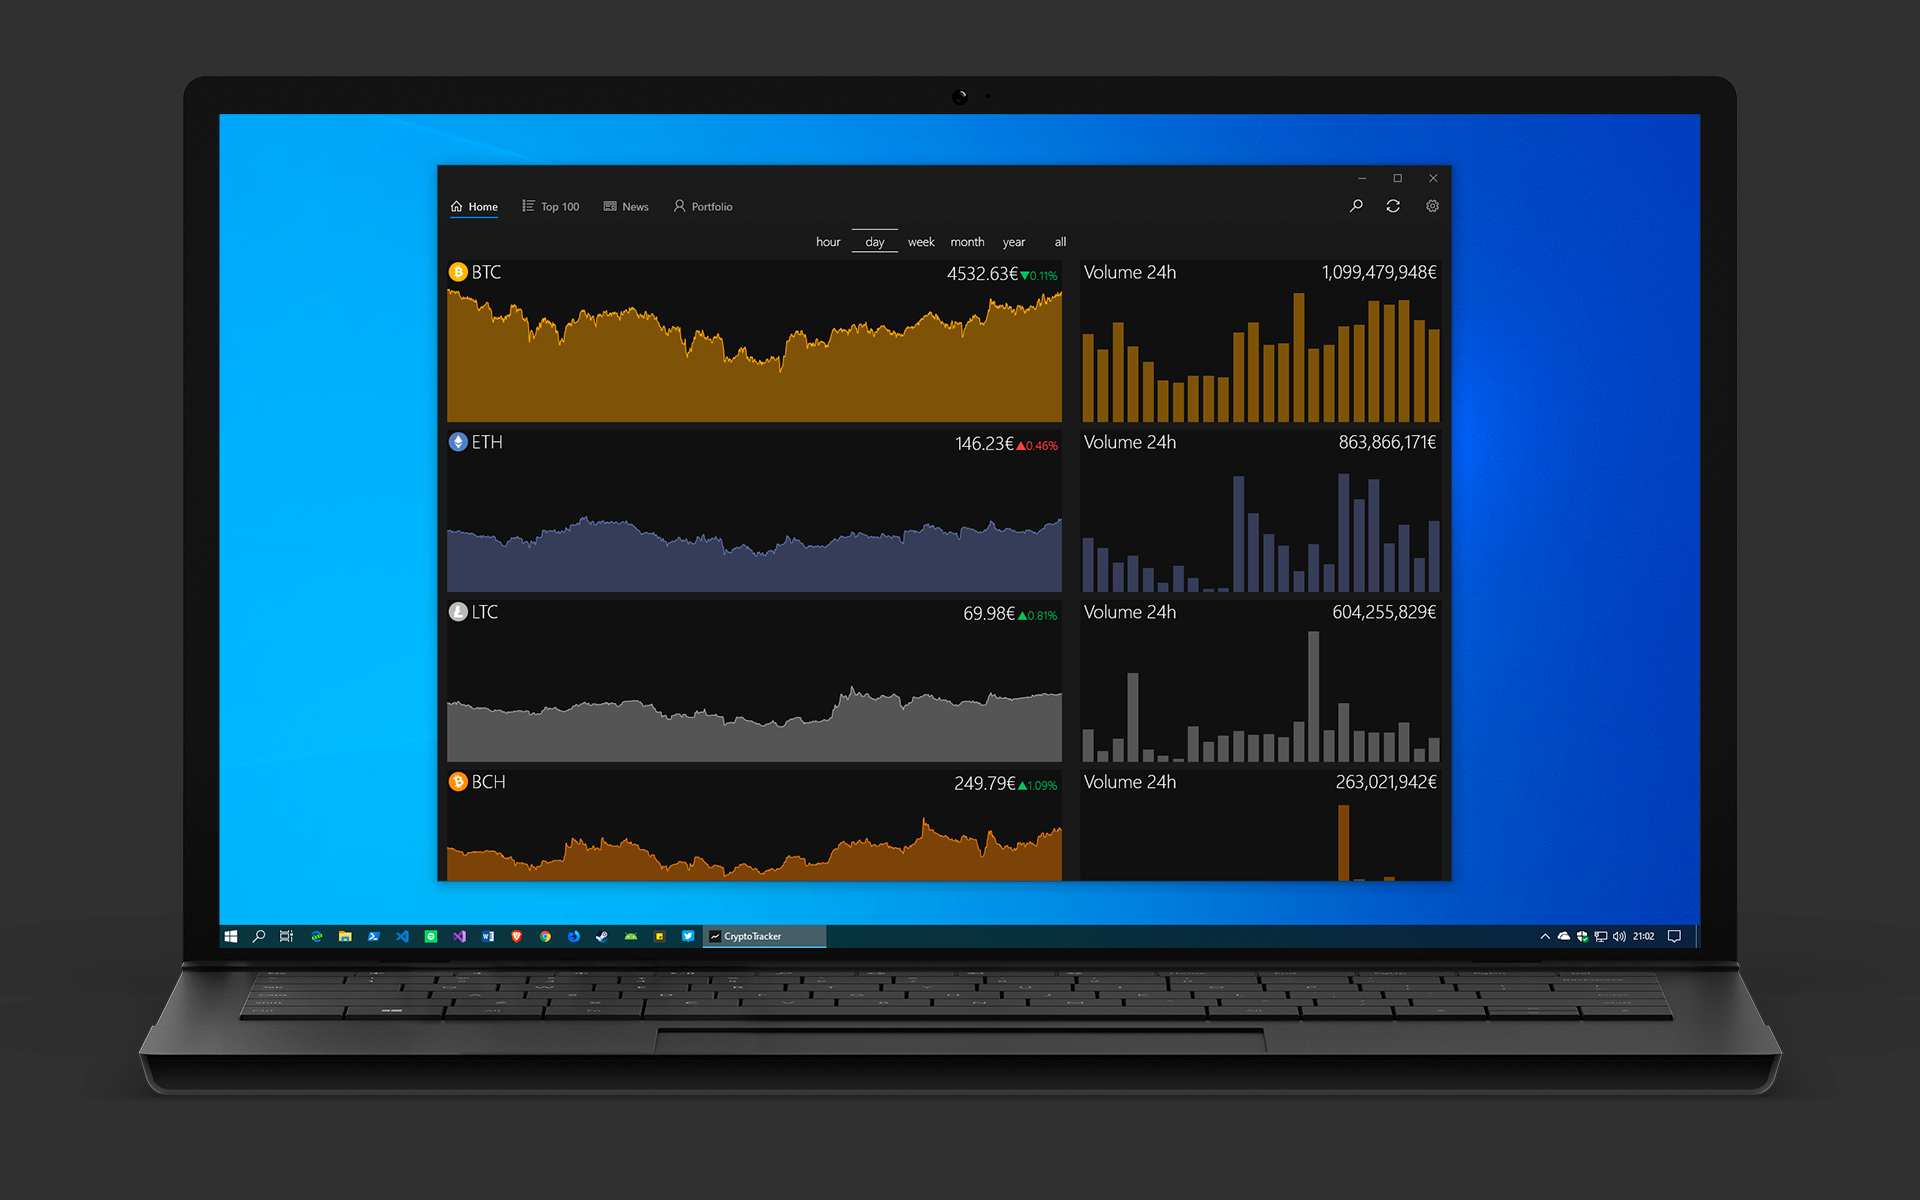 Home Top 100 News Portfolio
hour day week month year all
BTC 4532.63€▼0.11% Volume 24h 1,099,479,948€
ETH 146.23€▲0.46% Volume 24h 863,866,171€
LTC 69.98€▲0.81% Volume 24h 604,255,829€
BCH 249.79€▲1.09% Volume 24h 263,021,942€
CryptoTracker 21:02